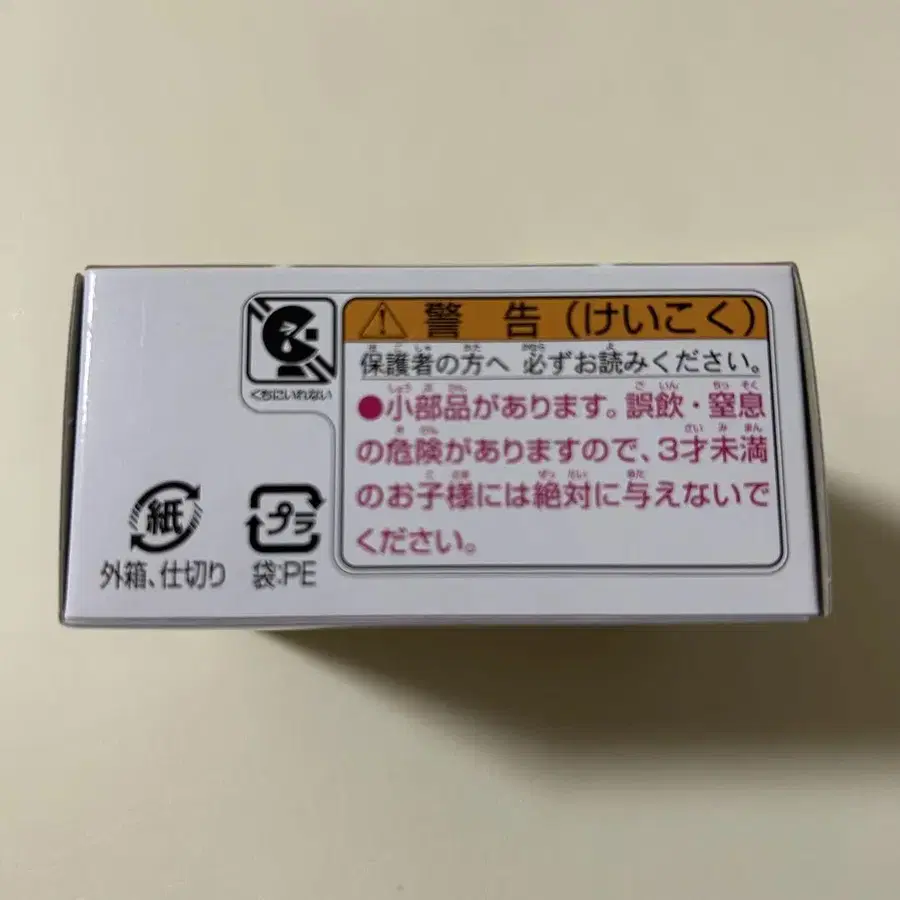 警 告（けいこく）
保護者の方へ 必ずお読みください。
●小部品があります。誤飲・窒息
の危険がありますので、3才未満
のお子様には絶対に与えないで
ください。
くちにいれない
紙
外箱、仕切り
プラ
袋:PE